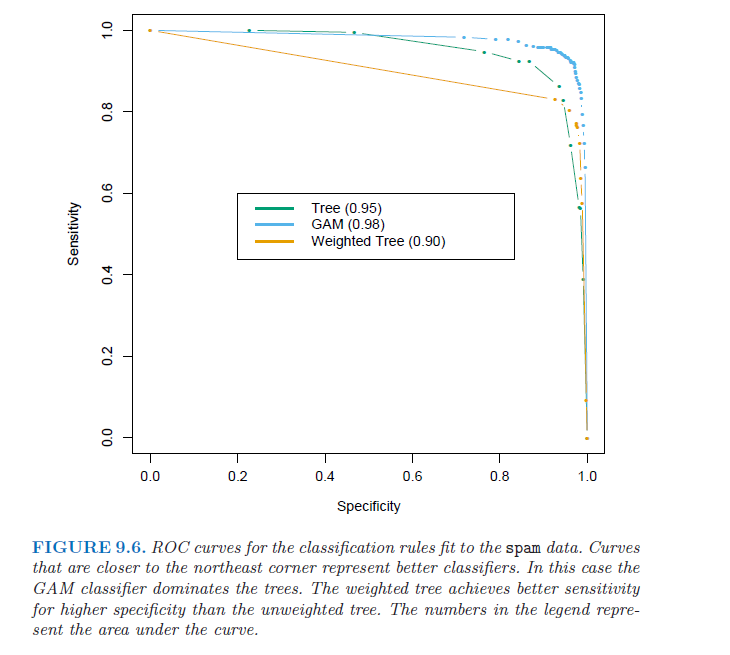 1.0
0.8
0.6
0.4
0.2
0.0
Sensitivity
Tree (0.95)
GAM (0.98)
Weighted Tree (0.90)
0.0 0.2 0.4 0.6 0.8 1.0
Specificity
FIGURE 9.6. ROC curves for the classification rules fit to the spam data. Curves
that are closer to the northeast corner represent better classifiers. In this case the
GAM classifier dominates the trees. The weighted tree achieves better sensitivity
for higher specificity than the unweighted tree. The numbers in the legend repre-
sent the area under the curve.